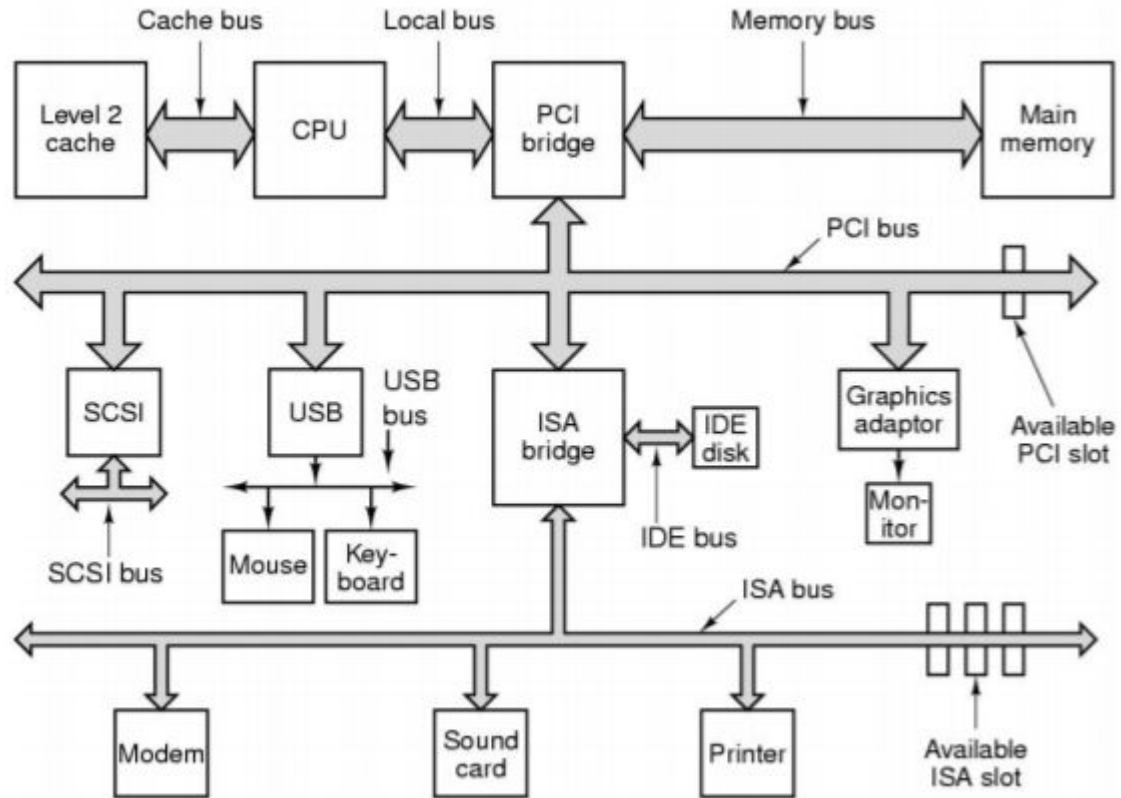 Cache bus
Local bus
Memory bus
Level 2
cache
CPU
PCI
bridge
Main
memory
PCI bus
SCSI
USB
USB
bus
ISA
bridge
IDE
disk
Graphics
adaptor
Available
PCI slot
Mon-
itor
IDE bus
SCSI bus
Mouse
Key-
board
ISA bus
Modem
Sound
card
Printer
Available
ISA slot